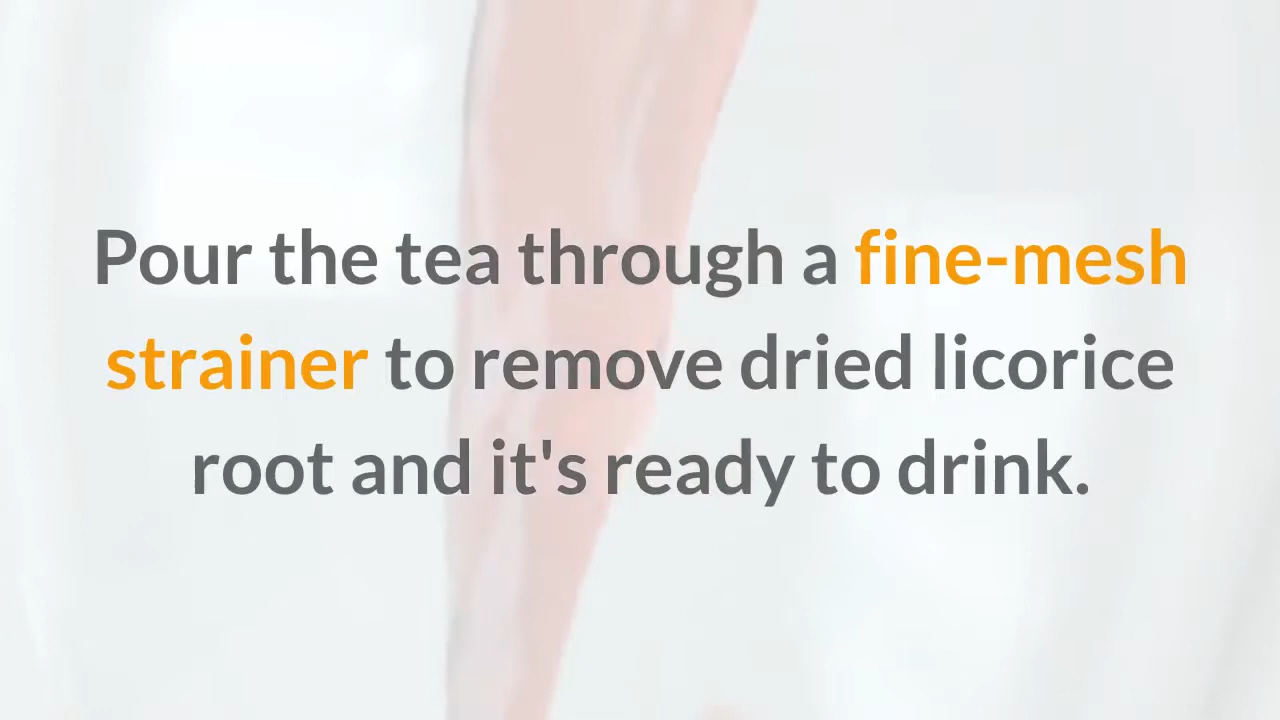 Pour the tea through a fine-mesh
strainer to remove dried licorice
root and it's ready to drink.